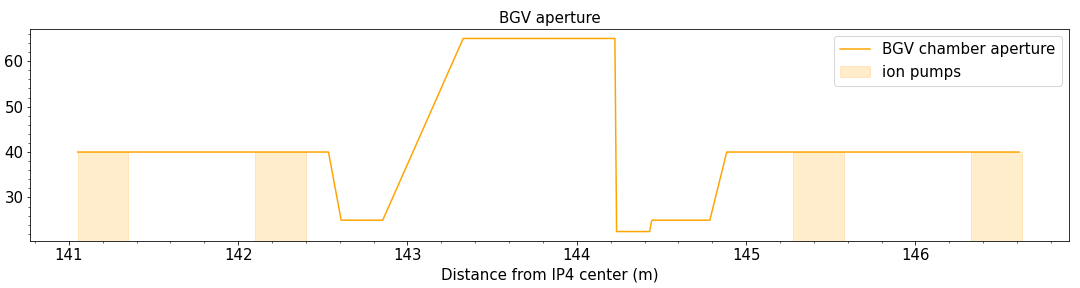 BGV aperture
BGV chamber aperture
ion pumps
60
50
40
30
141 142 143 144 145 146
Distance from IP4 center (m)